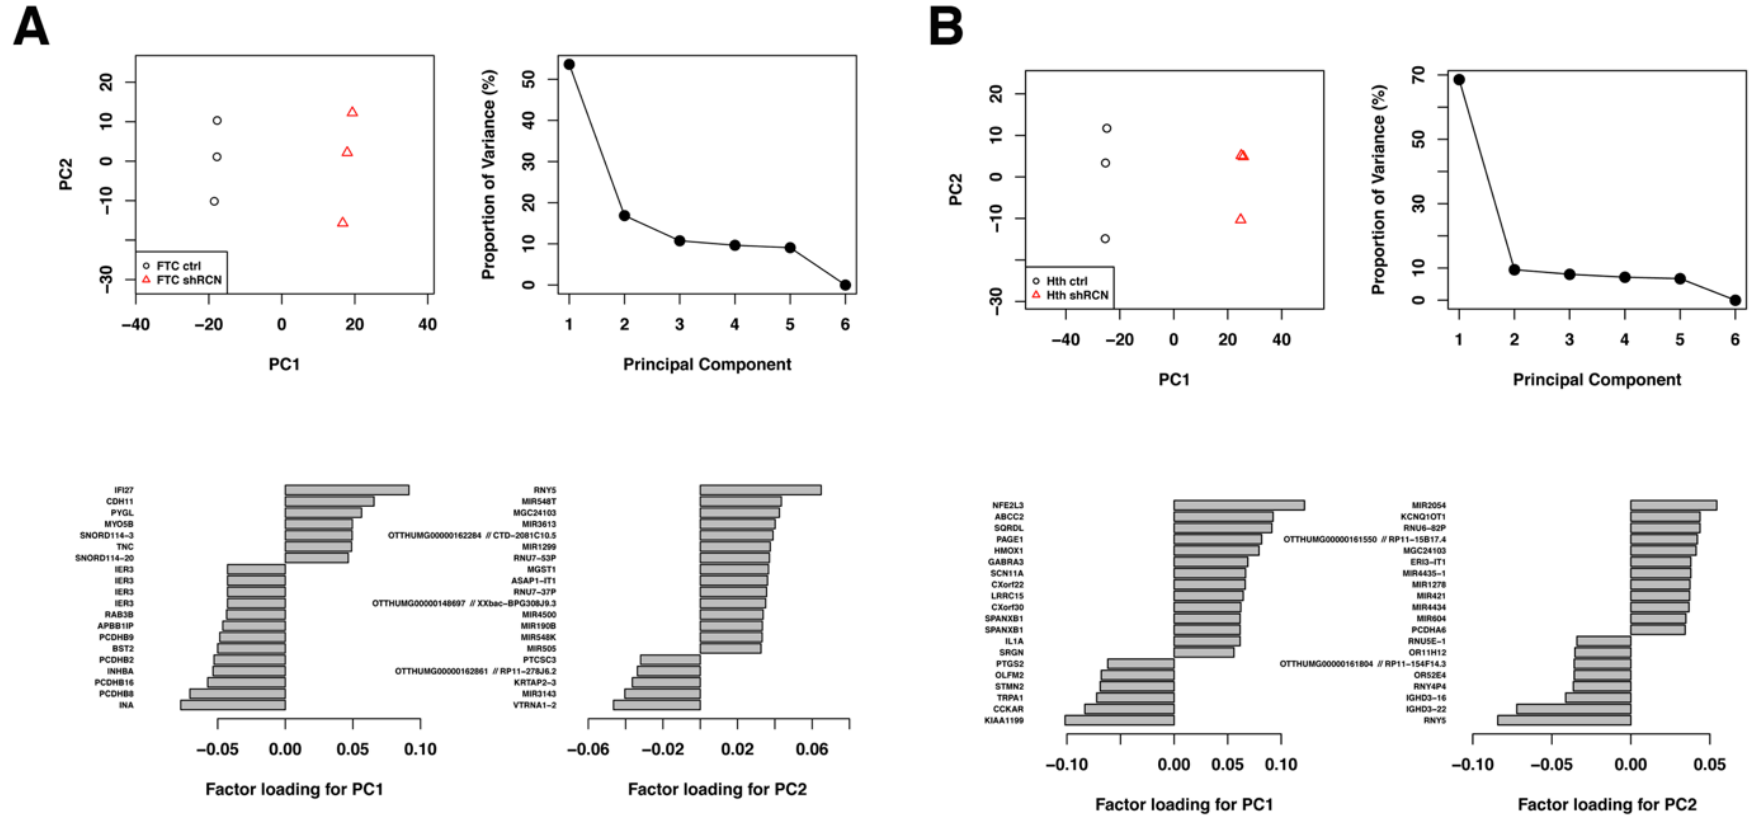 A
PC2
20
10
0
−10
−30
FTC ctrl
FTC shRCN
−40 −20 0 20 40
PC1
Proportion of Variance (%)
50
40
30
20
10
0
1 2 3 4 5 6
Principal Component
IFI27
CDH11
PYGL
MYO5B
SNORD114−3
TNC
SNORD114−20
IER3
IER3
IER3
IER3
RAB3B
APBB1IP
PCDHB9
BST2
PCDHB2
INHBA
PCDHB16
PCDHB8
INA
−0.05 0.00 0.05 0.10
Factor loading for PC1
RNY5
MIR548T
MGC24103
MIR3613
OTTHUMG00000162284 // CTD−2081C10.5
MIR1299
RNU7−53P
MGST1
ASAP1−IT1
RNU7−37P
OTTHUMG00000148697 // XXbac−BPG308J9.3
MIR4500
MIR190B
MIR548K
MIR505
PTCSC3
OTTHUMG00000162861 // RP11−278J6.2
KRTAP2−3
MIR3143
VTRNA1−2
−0.06 −0.02 0.02 0.06
Factor loading for PC2
B
PC2
20
10
0
−10
−30
Hth ctrl
Hth shRCN
−40 −20 0 20 40
PC1
Proportion of Variance (%)
70
50
30
10
0
1 2 3 4 5 6
Principal Component
NFE2L3
ABCC2
SQRDL
PAGE1
HMOX1
GABRA3
SCN11A
CXorf22
LRRC15
CXorf30
SPANXB1
SPANXB1
IL1A
SRGN
PTGS2
OLFM2
STMN2
TRPA1
CCKAR
KIAA1199
−0.10 0.00 0.05 0.10
Factor loading for PC1
MIR2054
KCNQ1OT1
RNU6−82P
OTTHUMG00000161550 // RP11−15B17.4
MGC24103
ERI3−IT1
MIR4435−1
MIR1278
MIR421
MIR4434
MIR604
PCDHA6
RNU5E−1
OR11H12
OTTHUMG00000161804 // RP11−154F14.3
OR52E4
RNY4P4
IGHD3−16
IGHD3−22
RNY5
−0.10 −0.05 0.00 0.05
Factor loading for PC2